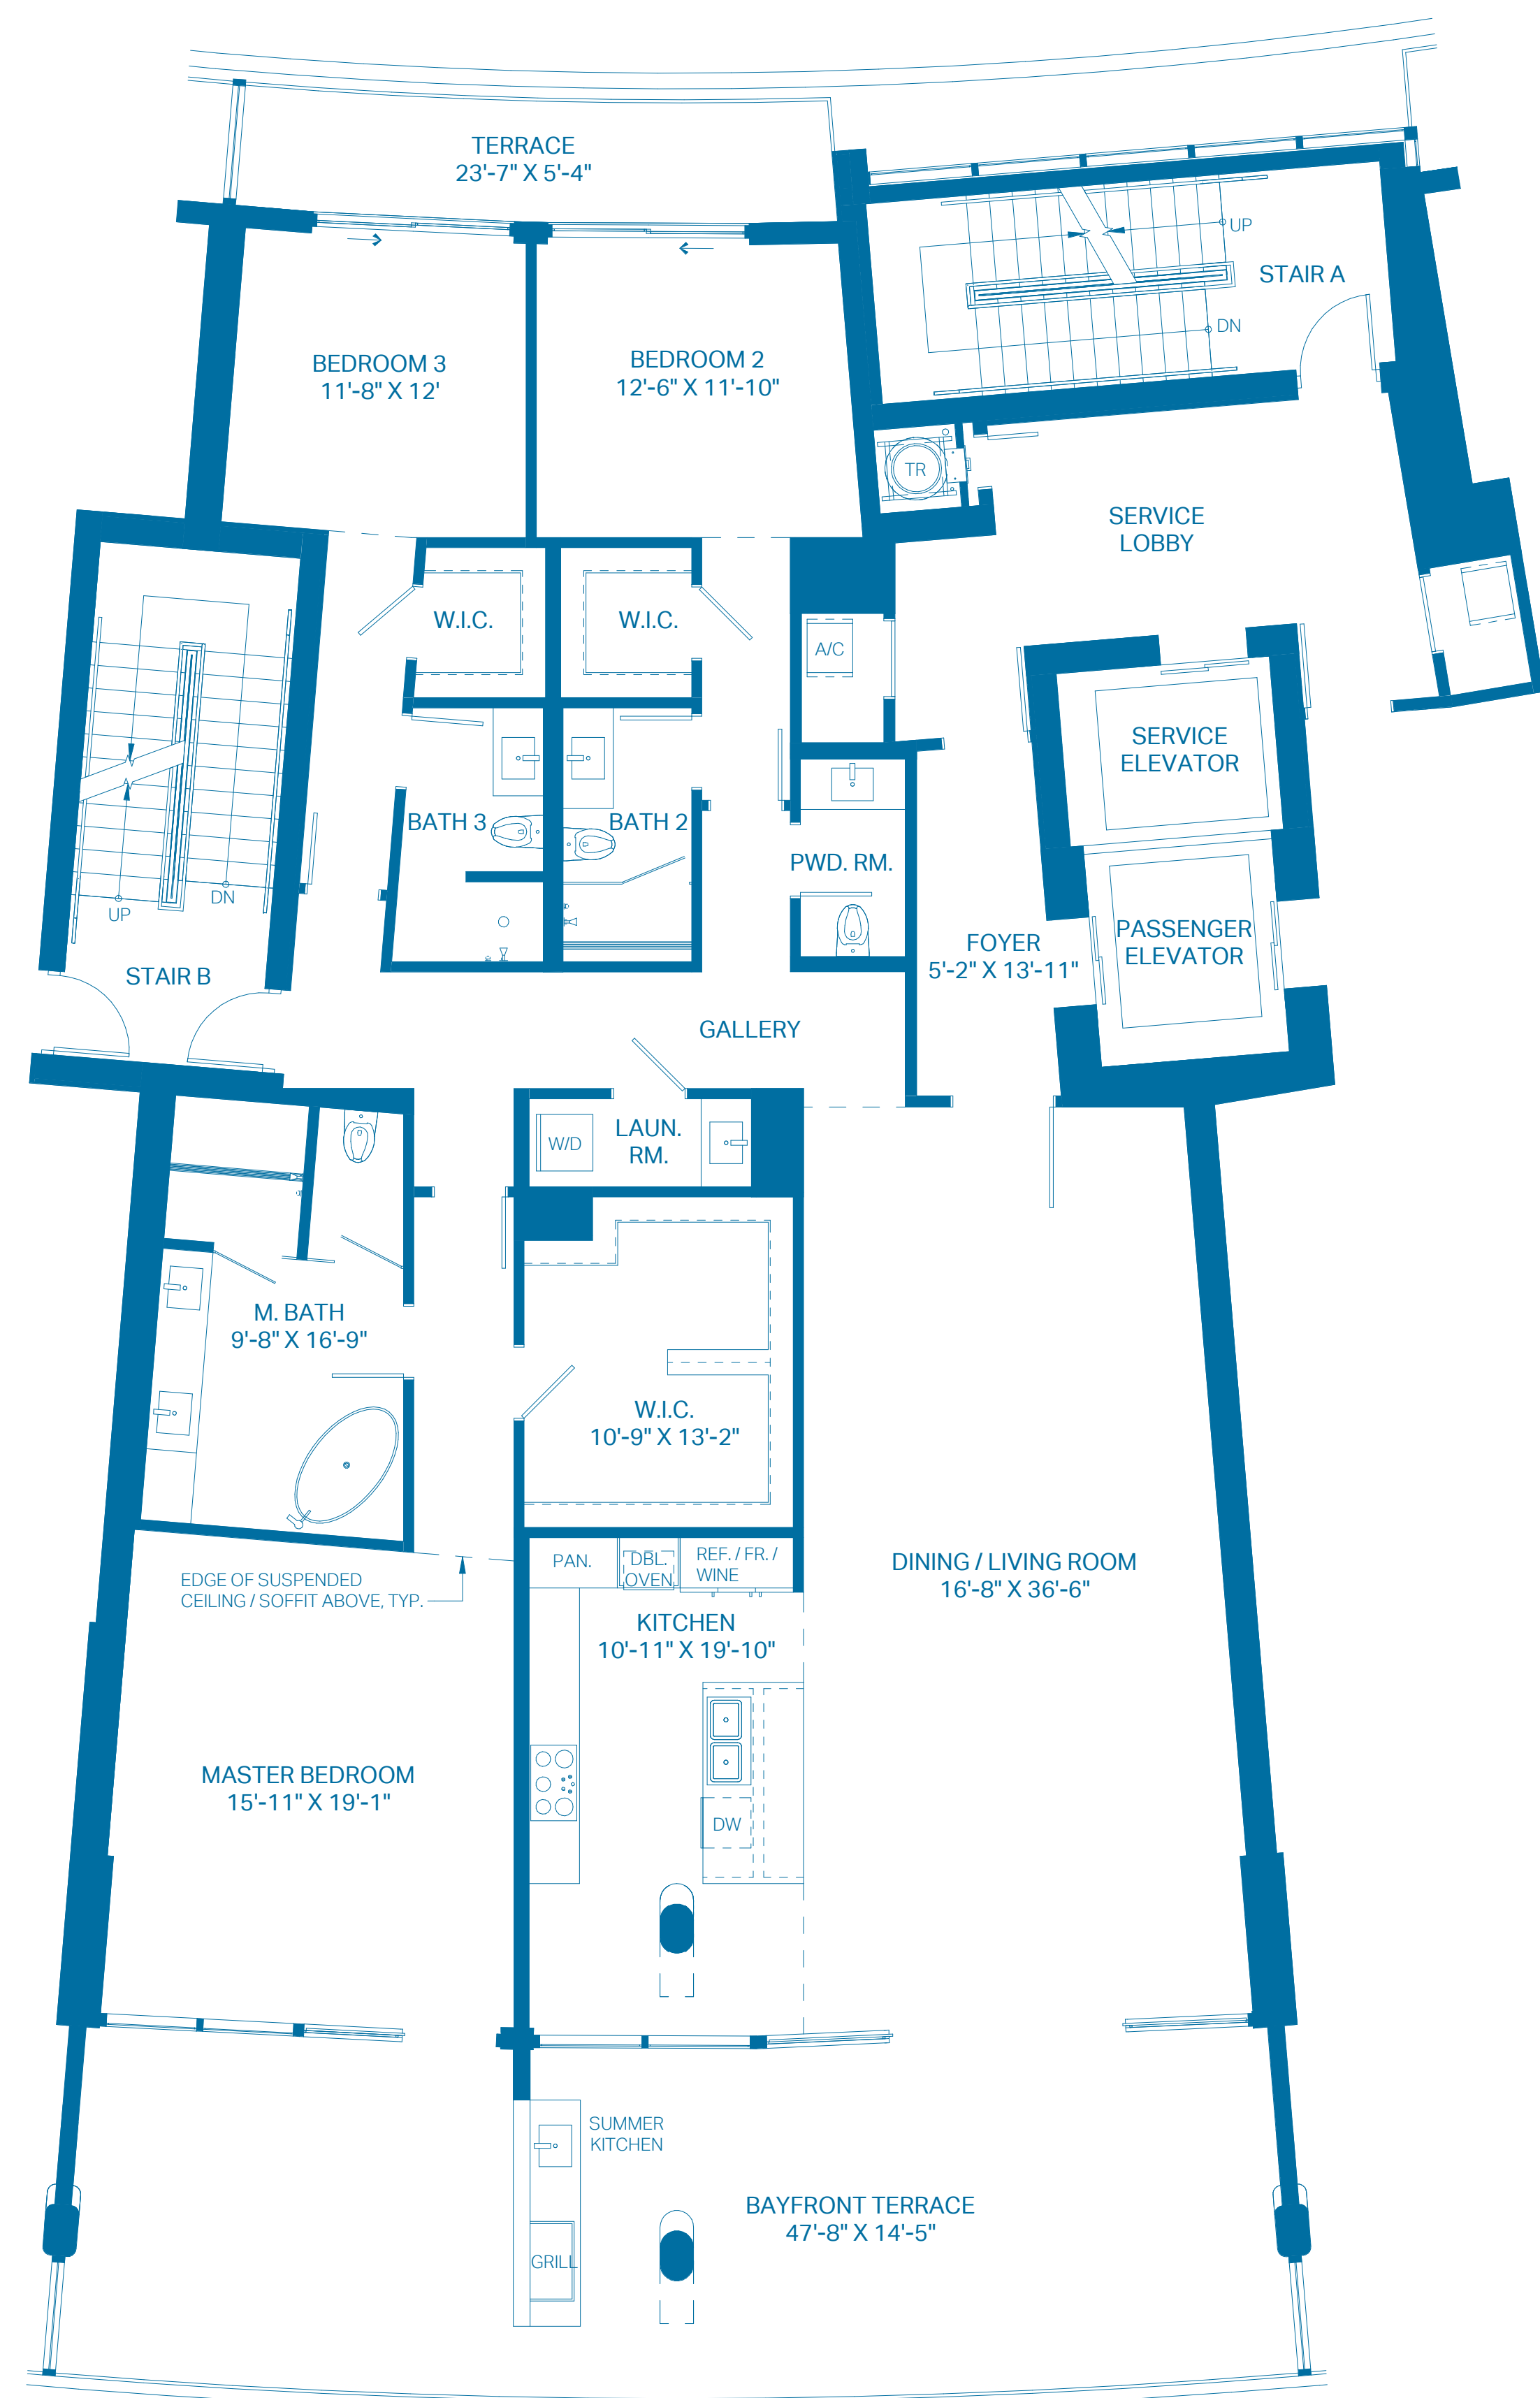 TERRACE
23'-7" X 5'-4"
UP
STAIR A
DN
BEDROOM 3
11'-8" X 12'
BEDROOM 2
12'-6" X 11'-10"
TR
SERVICE
LOBBY
W.I.C.
W.I.C.
A/C
SERVICE
ELEVATOR
BATH 3
BATH 2
PWD. RM.
UP
DN
STAIR B
FOYER
5'-2" X 13'-11"
PASSENGER
ELEVATOR
GALLERY
W/D
LAUN.
RM.
M. BATH
9'-8" X 16'-9"
W.I.C.
10'-9" X 13'-2"
PAN.
DBL.
OVEN
REF. / FR. /
WINE
EDGE OF SUSPENDED
CEILING / SOFFIT ABOVE, TYP.
KITCHEN
10'-11" X 19'-10"
DINING / LIVING ROOM
16'-8" X 36'-6"
MASTER BEDROOM
15'-11" X 19'-1"
DW
SUMMER
KITCHEN
BAYFRONT TERRACE
47'-8" X 14'-5"
GRILL